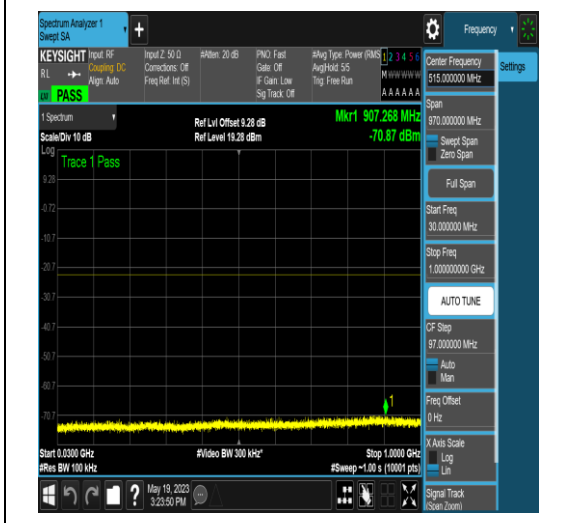 Spectrum Analyzer 1
Swept SA
Frequency
KEYSIGHT
RL
PASS
Input: RF
Coupling: DC
Align: Auto
Input Z: 50 Ω
Corrections: Off
Freq Ref: Int (S)
#Atten: 20 dB
PNO: Fast
Gate: Off
IF Gain: Low
Sig Track: Off
#Avg Type: Power (RMS
Avg|Hold: 5/5
Trig: Free Run
1 2 3 4 5 6
M W W W W W
A A A A A A
1 Spectrum
Scale/Div 10 dB
Ref Lvl Offset 9.28 dB
Ref Level 19.28 dBm
Mkr1 907.268 MHz
-70.87 dBm
Log
Trace 1 Pass
9.28
-0.72
-10.7
-20.7
-30.7
-40.7
-50.7
-60.7
-70.7
1
Start 0.0300 GHz
#Res BW 100 kHz
#Video BW 300 kHz*
Stop 1.0000 GHz
#Sweep ~1.00 s (10001 pts)
May 19, 2023
3:23:50 PM
?
Center Frequency
515.000000 MHz
Settings
Span
970.000000 MHz
Swept Span
Zero Span
Full Span
Start Freq
30.000000 MHz
Stop Freq
1.000000000 GHz
AUTO TUNE
CF Step
97.000000 MHz
Auto
Man
Freq Offset
0 Hz
X Axis Scale
Log
Lin
Signal Track
(Span Zoom)